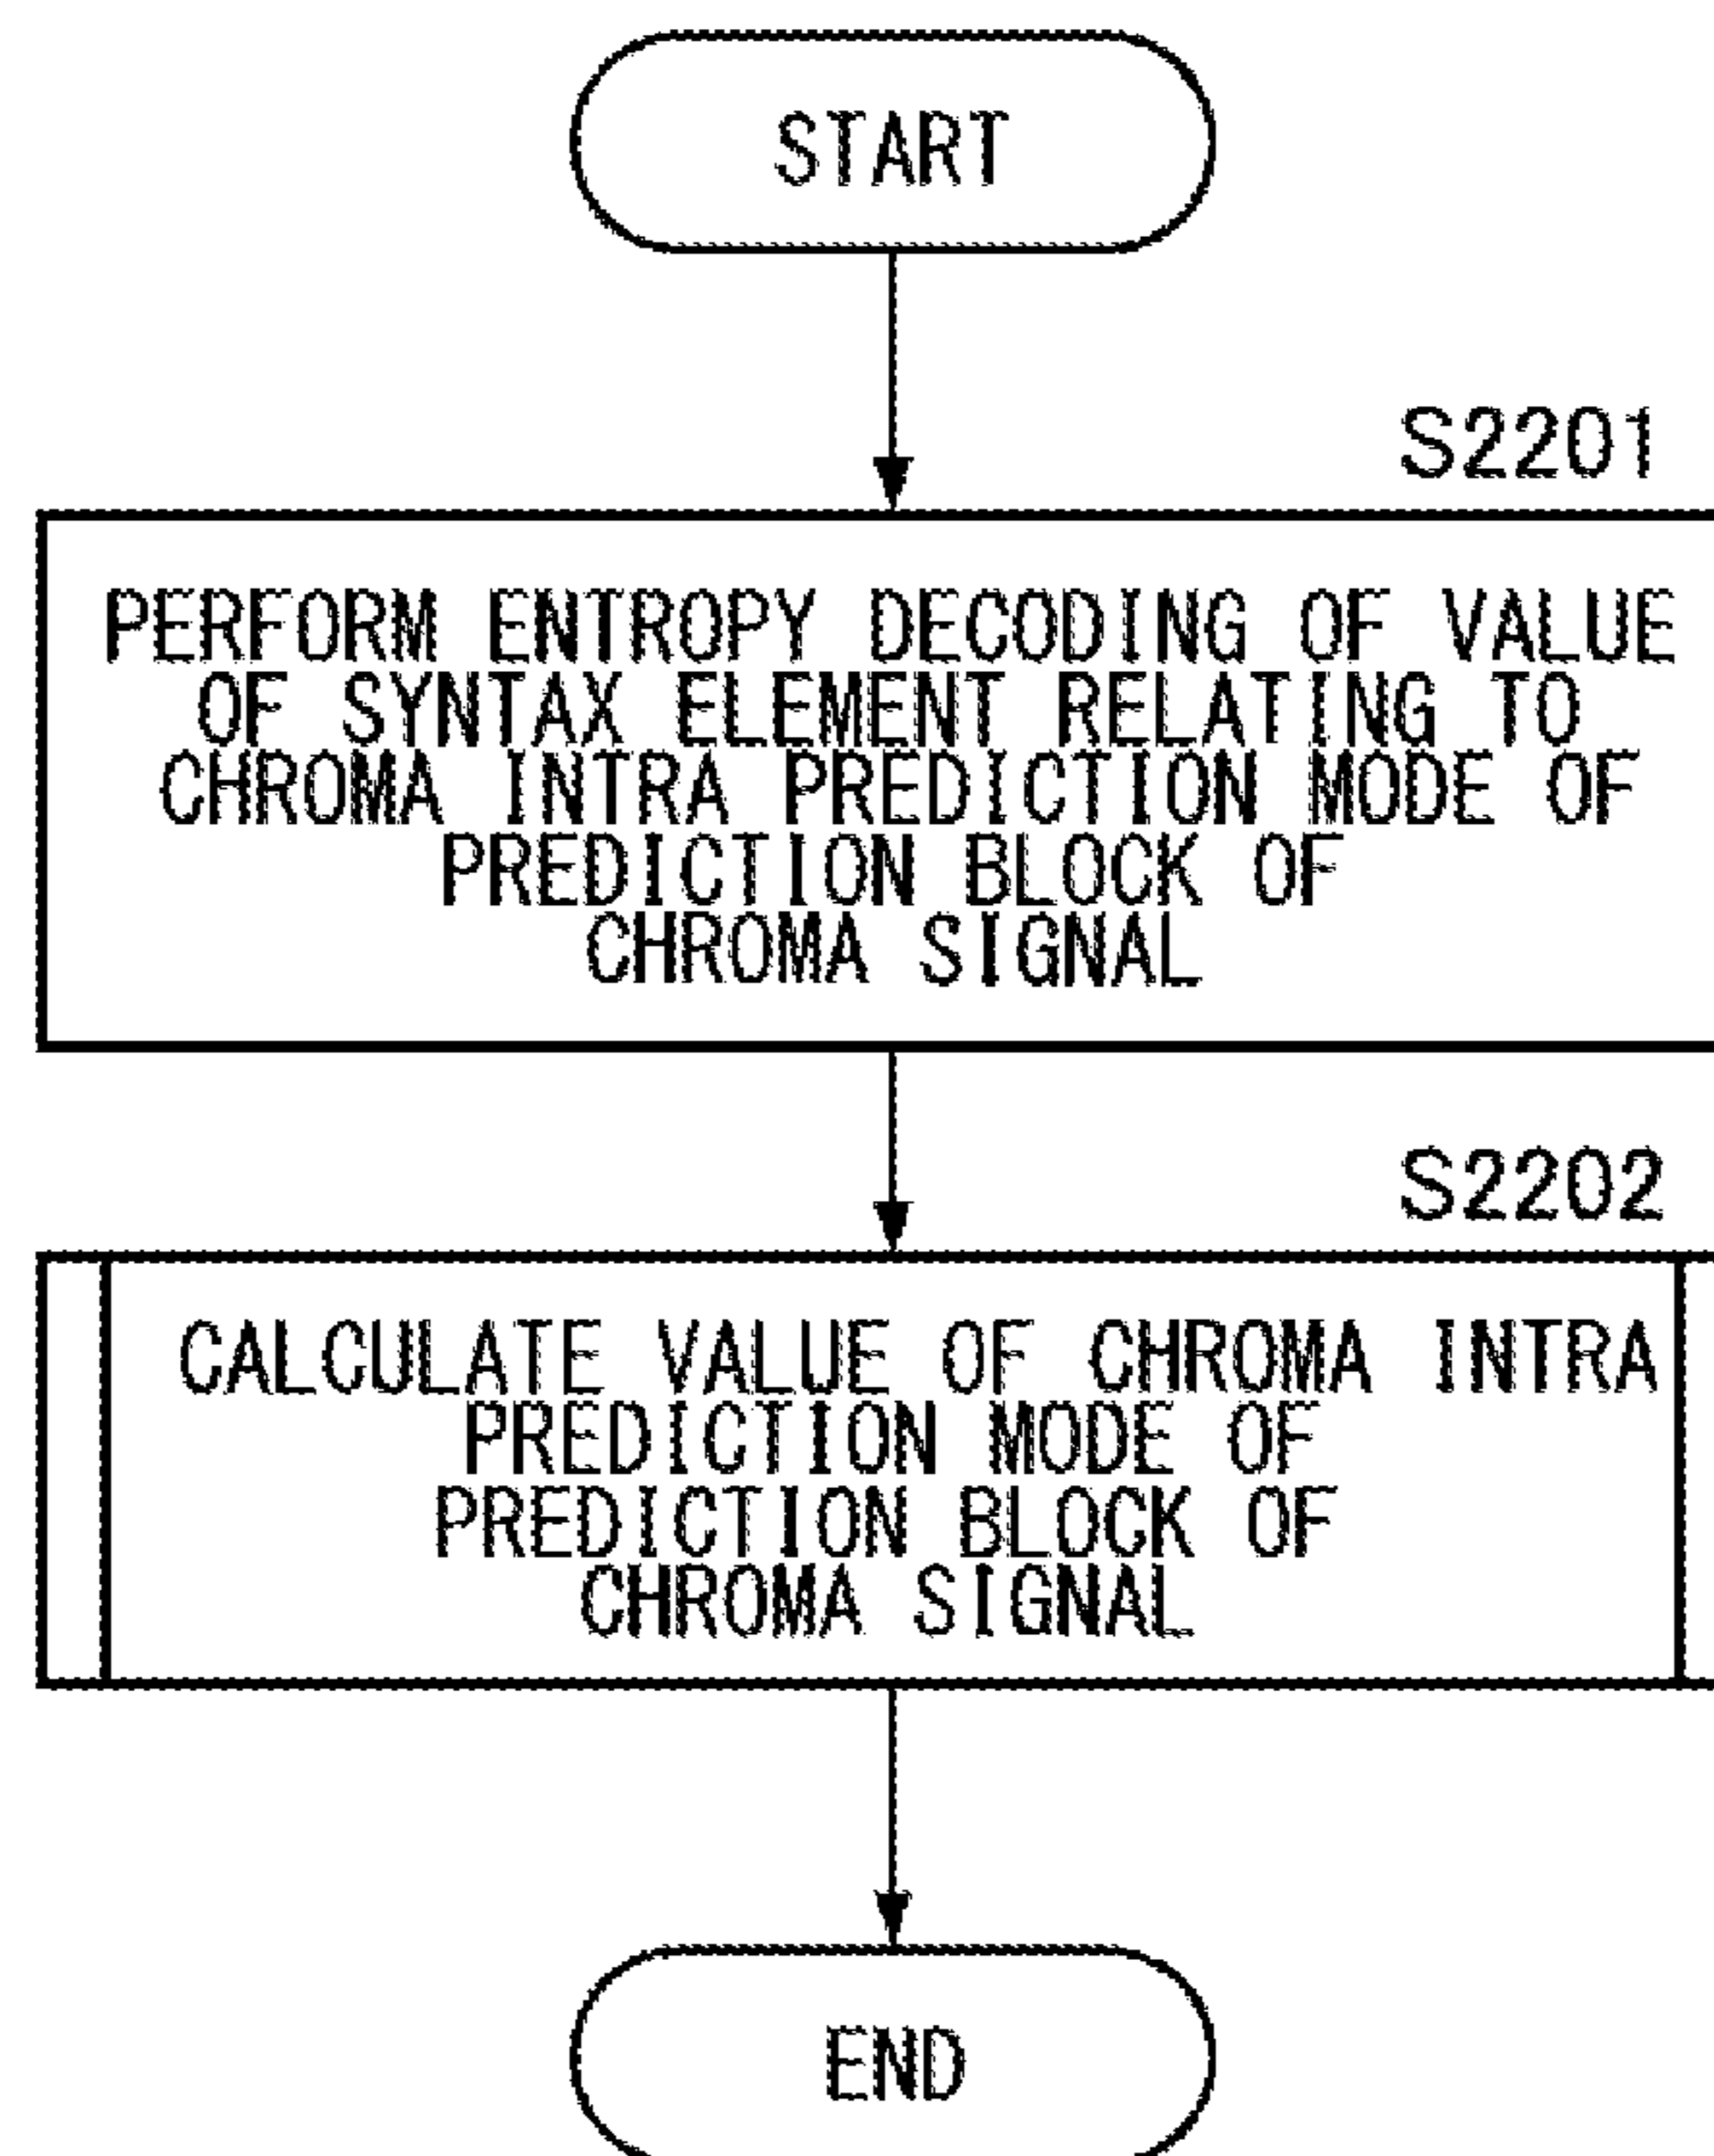 START
S2201
PERFORM ENTROPY DECODING OF VALUE
OF SYNTAX ELEMENT RELATING TO
CHROMA INTRA PREDICTION MODE OF
PREDICTION BLOCK OF
CHROMA SIGNAL
S2202
CALCULATE VALUE OF CHROMA INTRA
PREDICTION MODE OF
PREDICTION BLOCK OF
CHROMA SIGNAL
END